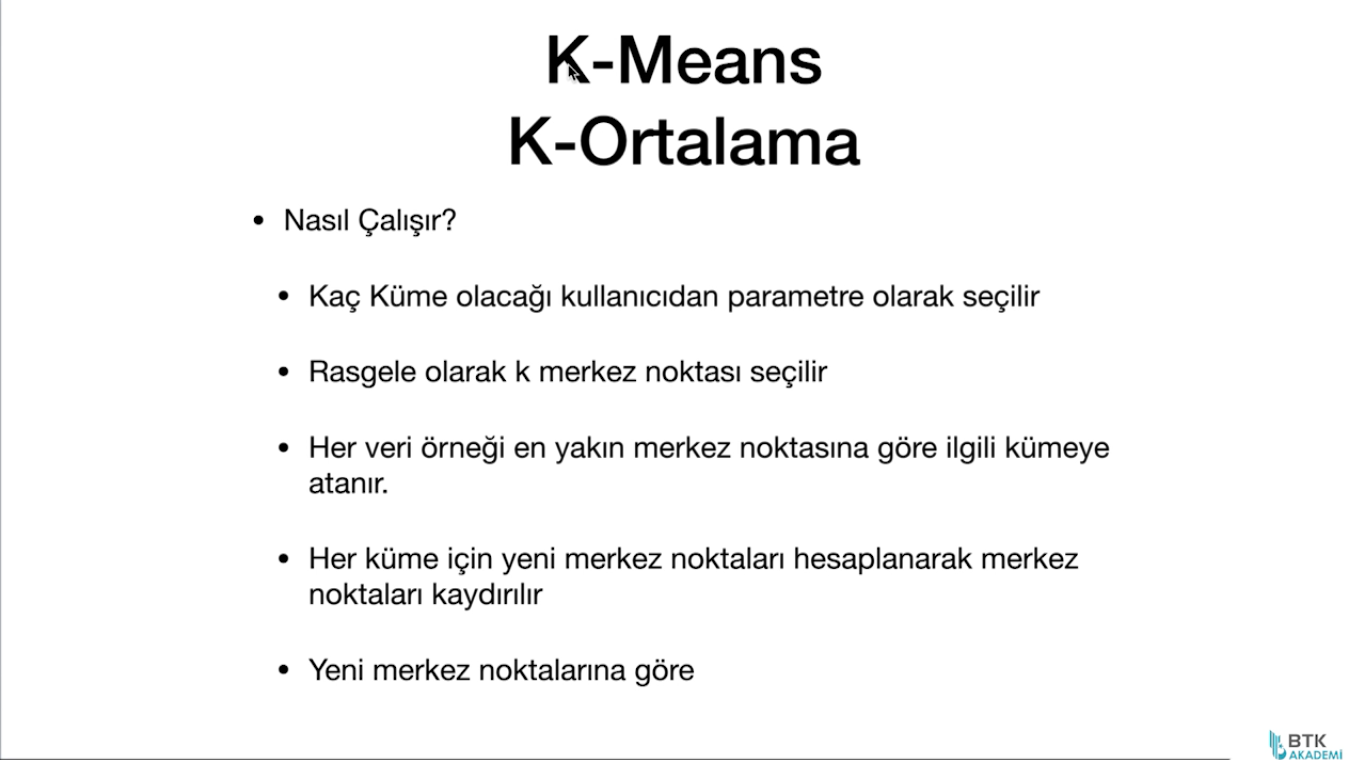 K-Means
K-Ortalama
• Nasıl Çalışır?
• Kaç Küme olacağı kullanıcıdan parametre olarak seçilir
• Rasgele olarak k merkez noktası seçilir
• Her veri örneği en yakın merkez noktasına göre ilgili kümeye
atanır.
• Her küme için yeni merkez noktaları hesaplanarak merkez
noktaları kaydırılır
• Yeni merkez noktalarına göre
BTK
AKADEMİ